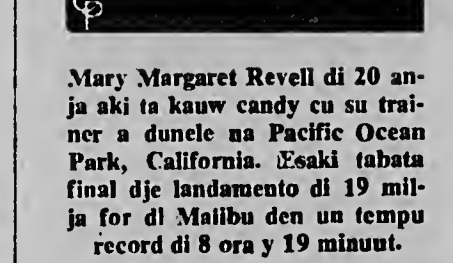 Mary Margaret Revell di 20 an-
ja aki ta kauw candy cu su trai-
ner a dunele na Pacific Ocean
Park, California. Esaki tabata
final dje landamento di 19 mil-
ja for di Malibu den un tempu
record di 8 ora y 19 minuut.